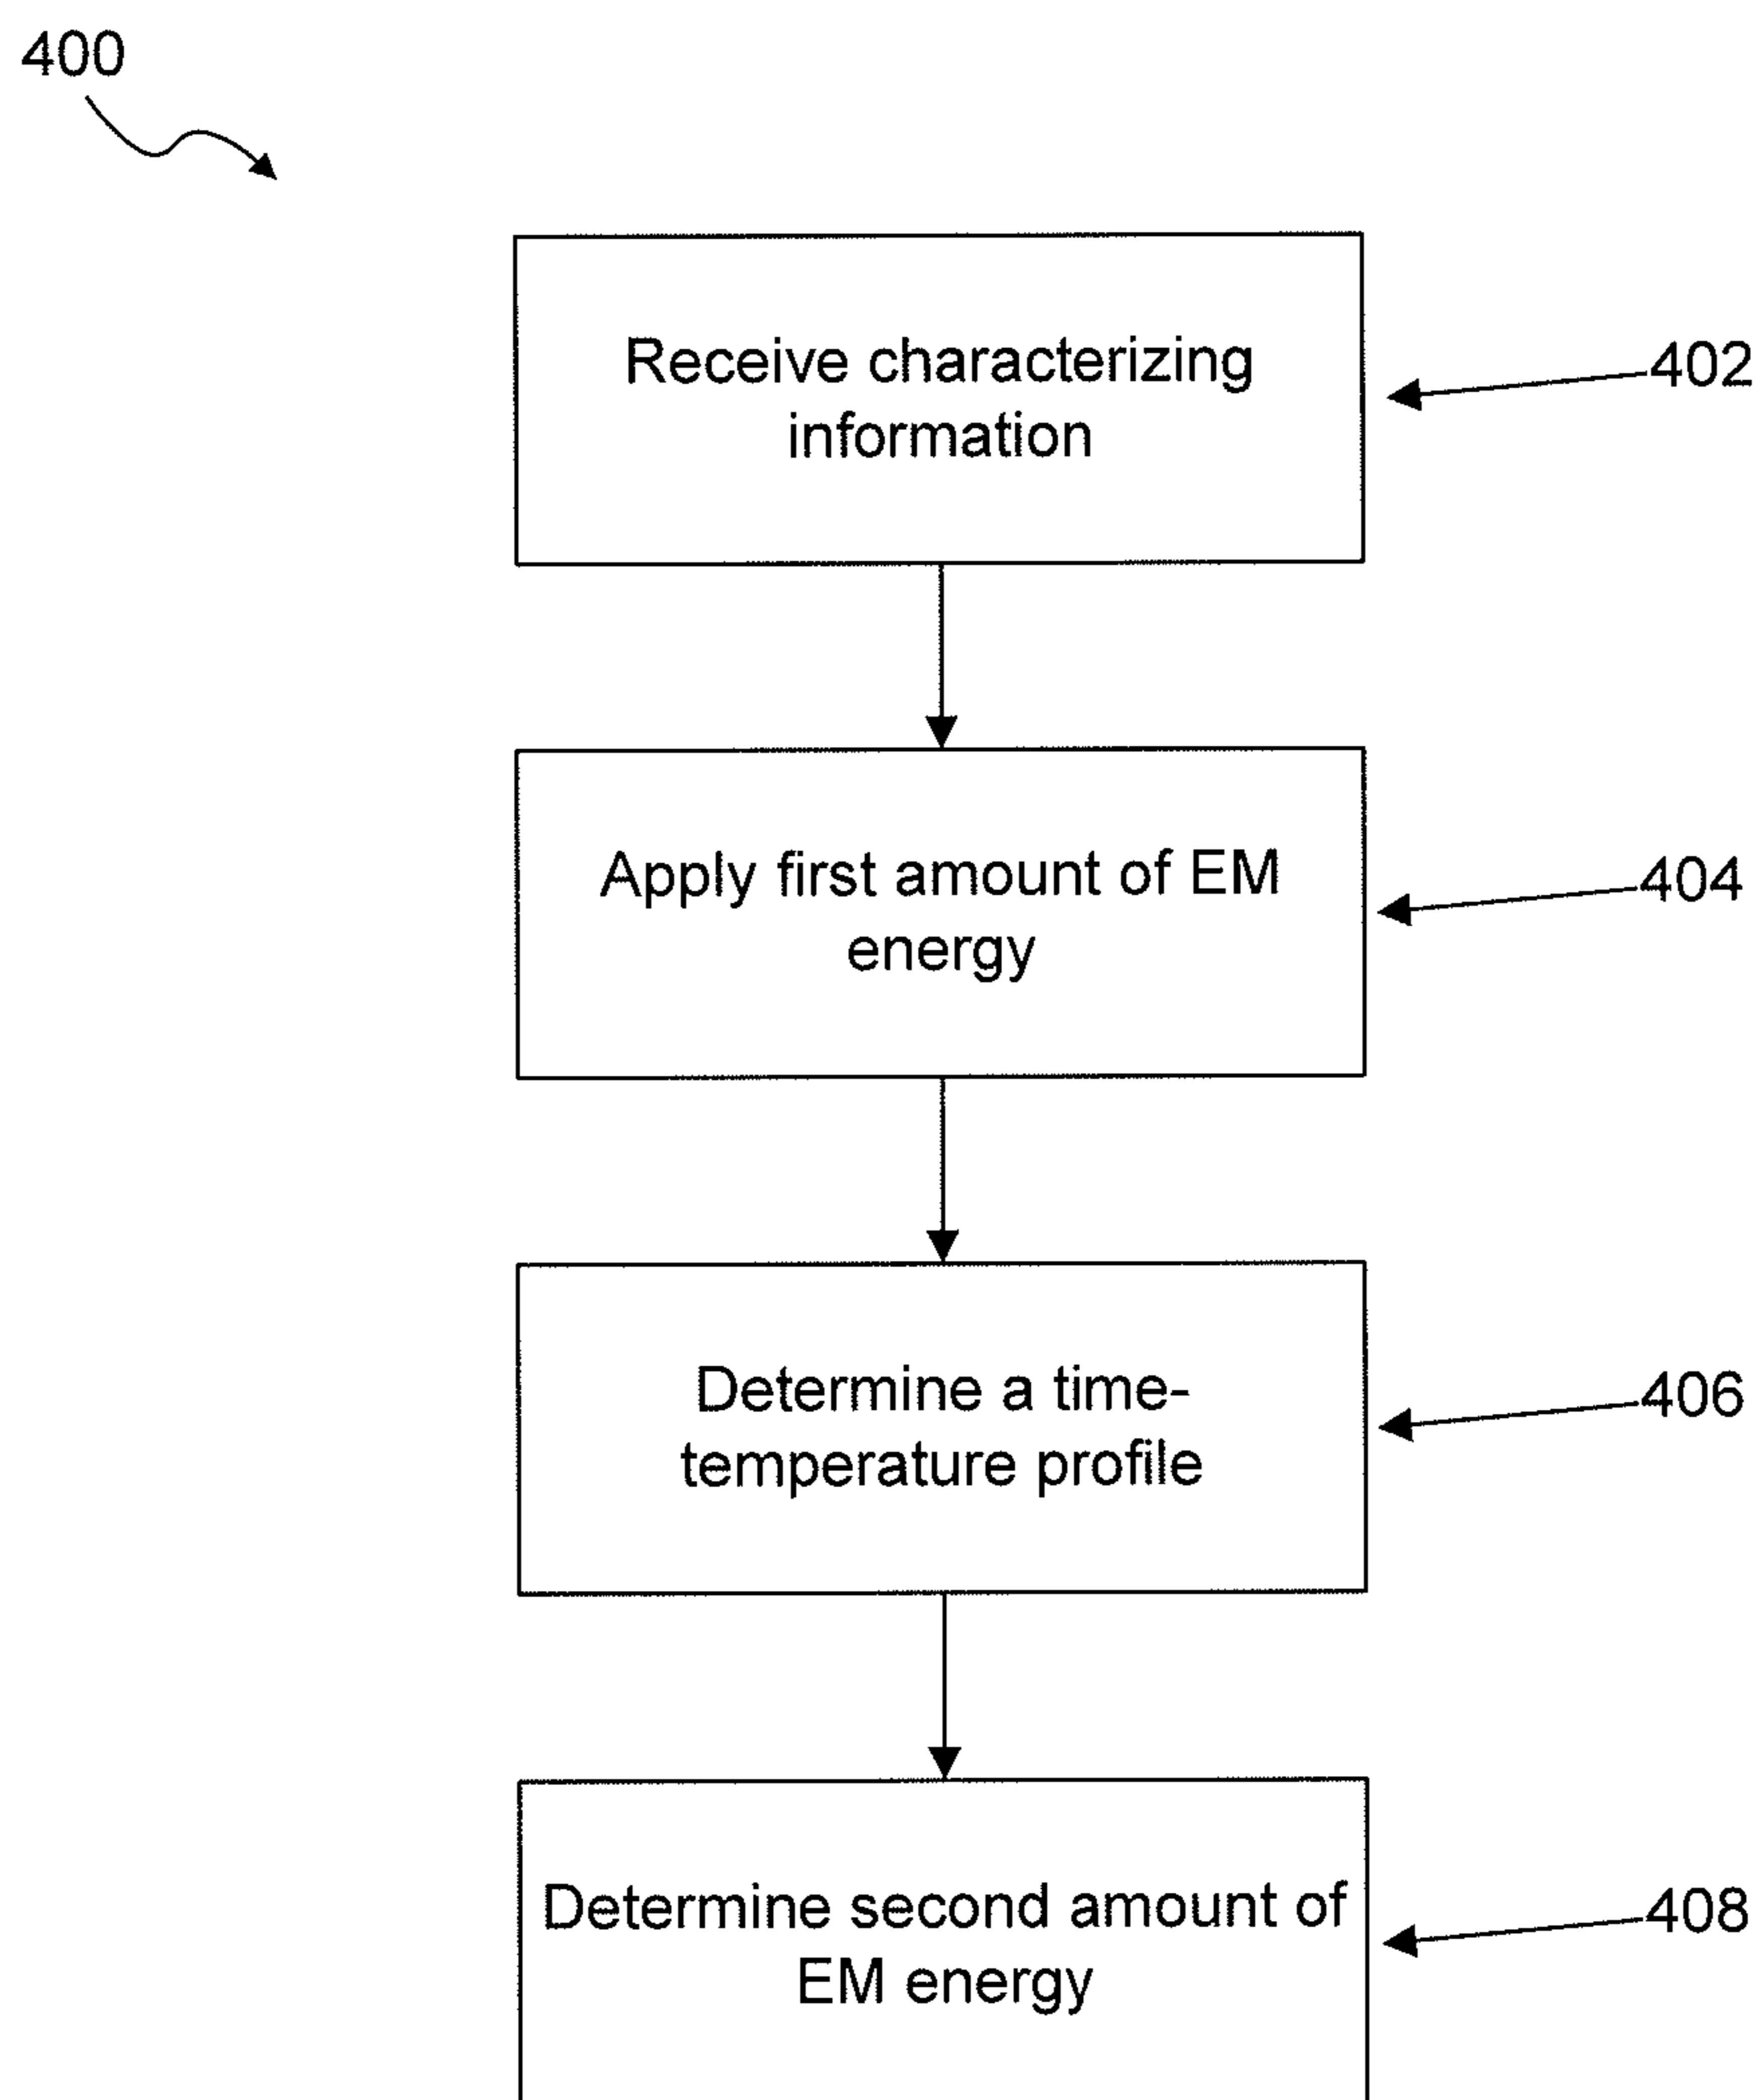 400
Receive characterizing
information
402
Apply first amount of EM
energy
404
Determine a time-
temperature profile
406
Determine second amount of
EM energy
408